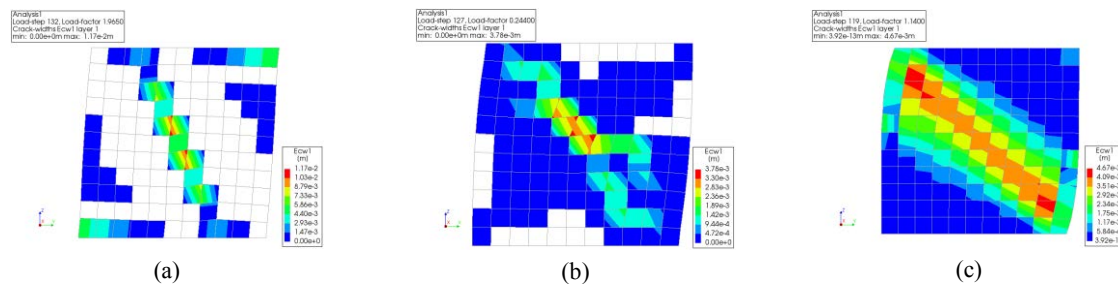 Analysis1
Load-step 132, Load-factor 1.9650
Crack-widths Ecw1 layer 1
min: 0.00e+0m max: 1.17e-2m
Ecw1
(m)
1.17e-2
1.03e-2
8.79e-3
7.33e-3
5.86e-3
4.40e-3
2.93e-3
1.47e-3
0.00e+0
(a)
Analysis1
Load-step 127, Load-factor 0.24400
Crack-widths Ecw1 layer 1
min: 0.00e+0m max: 3.78e-3m
Ecw1
(m)
3.78e-3
3.30e-3
2.83e-3
2.36e-3
1.89e-3
1.42e-3
9.44e-4
4.72e-4
0.00e+0
(b)
Analysis1
Load-step 119, Load-factor 1.1400
Crack-widths Ecw1 layer 1
min: 3.92e-13m max: 4.67e-3m
Ecw1
(m)
4.67e-3
4.09e-3
3.51e-3
2.92e-3
2.34e-3
1.75e-3
1.17e-3
5.84e-4
3.92e-1
(c)